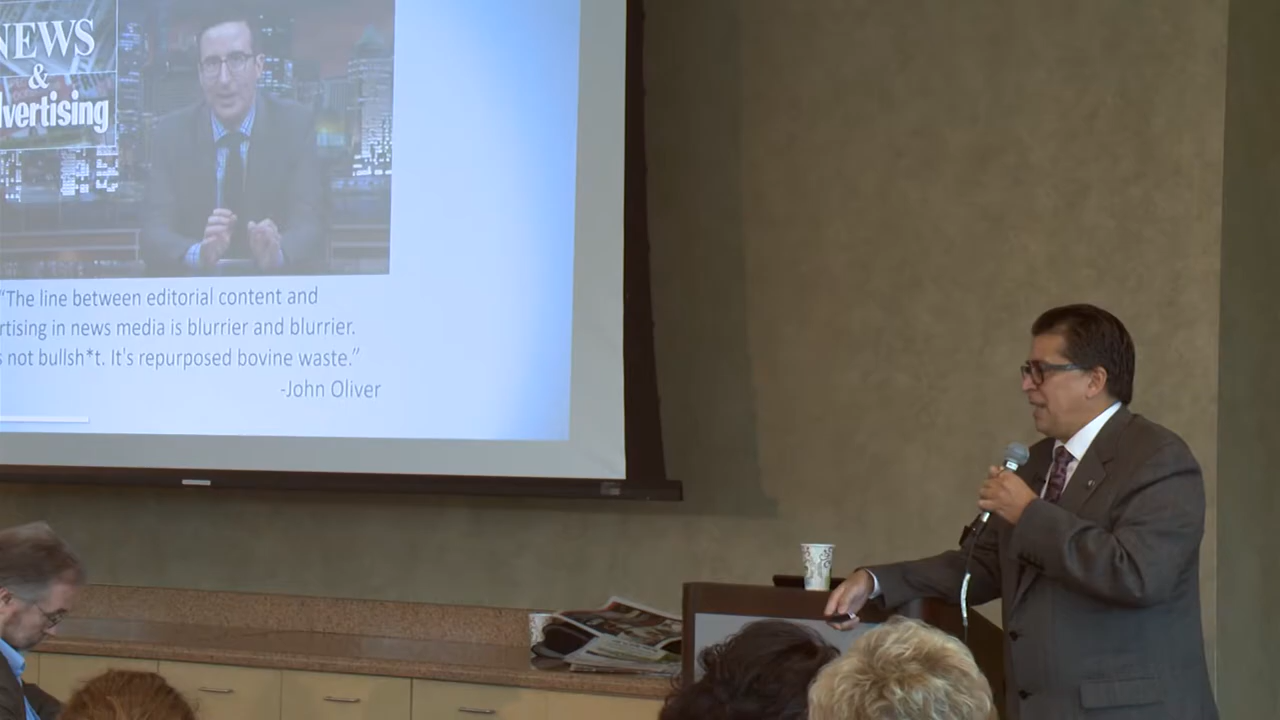 NEWS
&
vertising
“The line between editorial content and
rtising in news media is blurrier and blurrier.
s not bullsh*t. It's repurposed bovine waste.”
-John Oliver